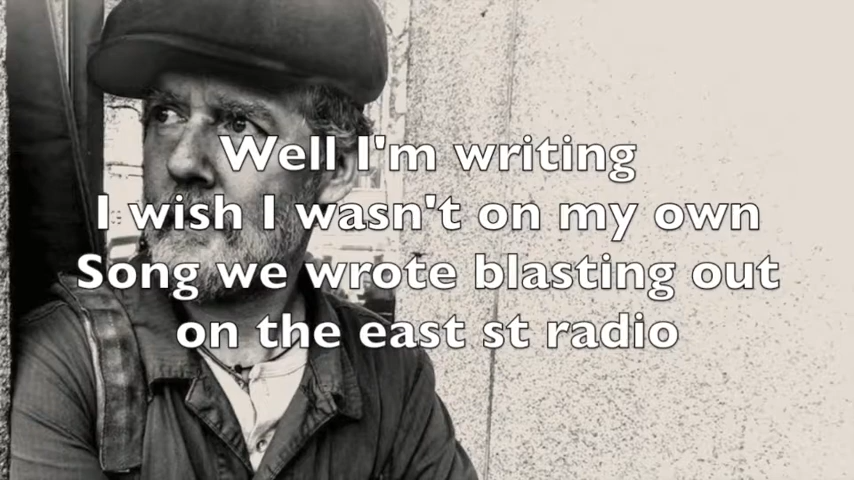 Well I'm writing
I wish I wasn't on my own
Song we wrote blasting out
on the east st radio